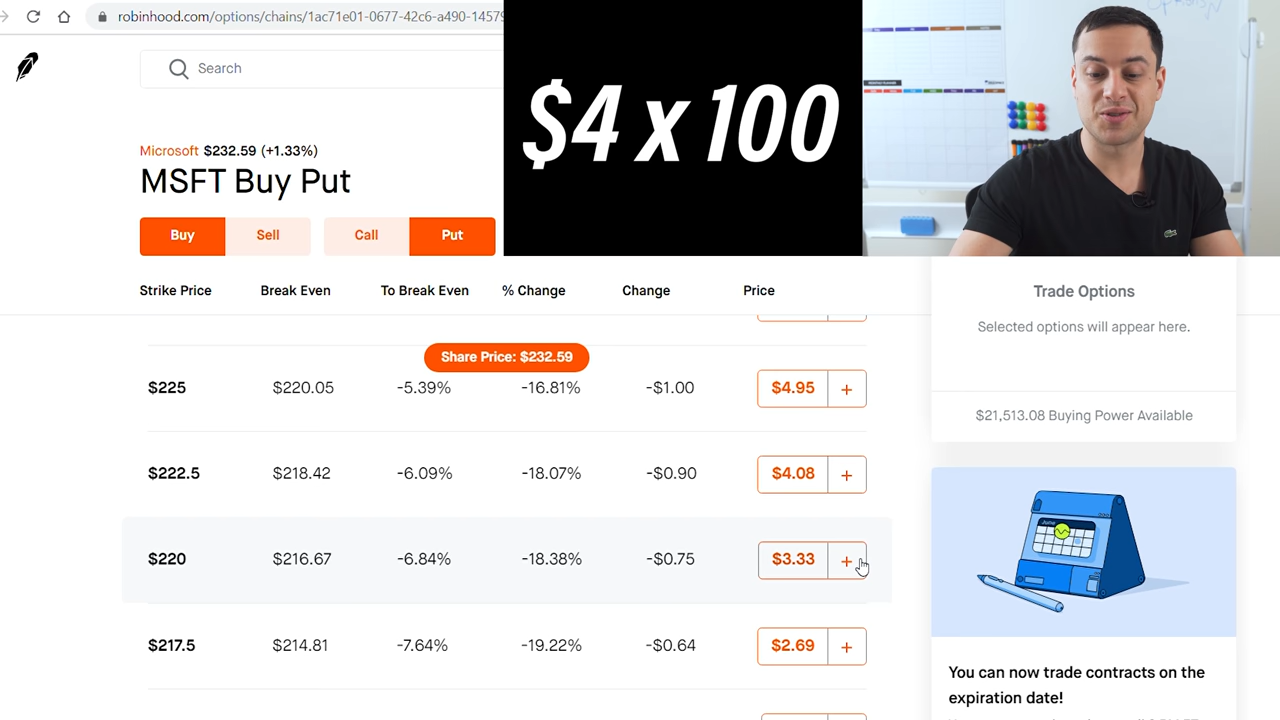 robinhood.com/options/chains/1ac71e01-0677-42c6-a490-14579
Search
$4 x 100
Microsoft $232.59 (+1.33%)
MSFT Buy Put
Buy Sell Call Put
Strike Price Break Even To Break Even % Change Change Price
Trade Options
Selected options will appear here.
Share Price: $232.59
$225 $220.05 -5.39% -16.81% -$1.00 $4.95 +
$21,513.08 Buying Power Available
$222.5 $218.42 -6.09% -18.07% -$0.90 $4.08 +
$220 $216.67 -6.84% -18.38% -$0.75 $3.33 +
$217.5 $214.81 -7.64% -19.22% -$0.64 $2.69 +
You can now trade contracts on the
expiration date!